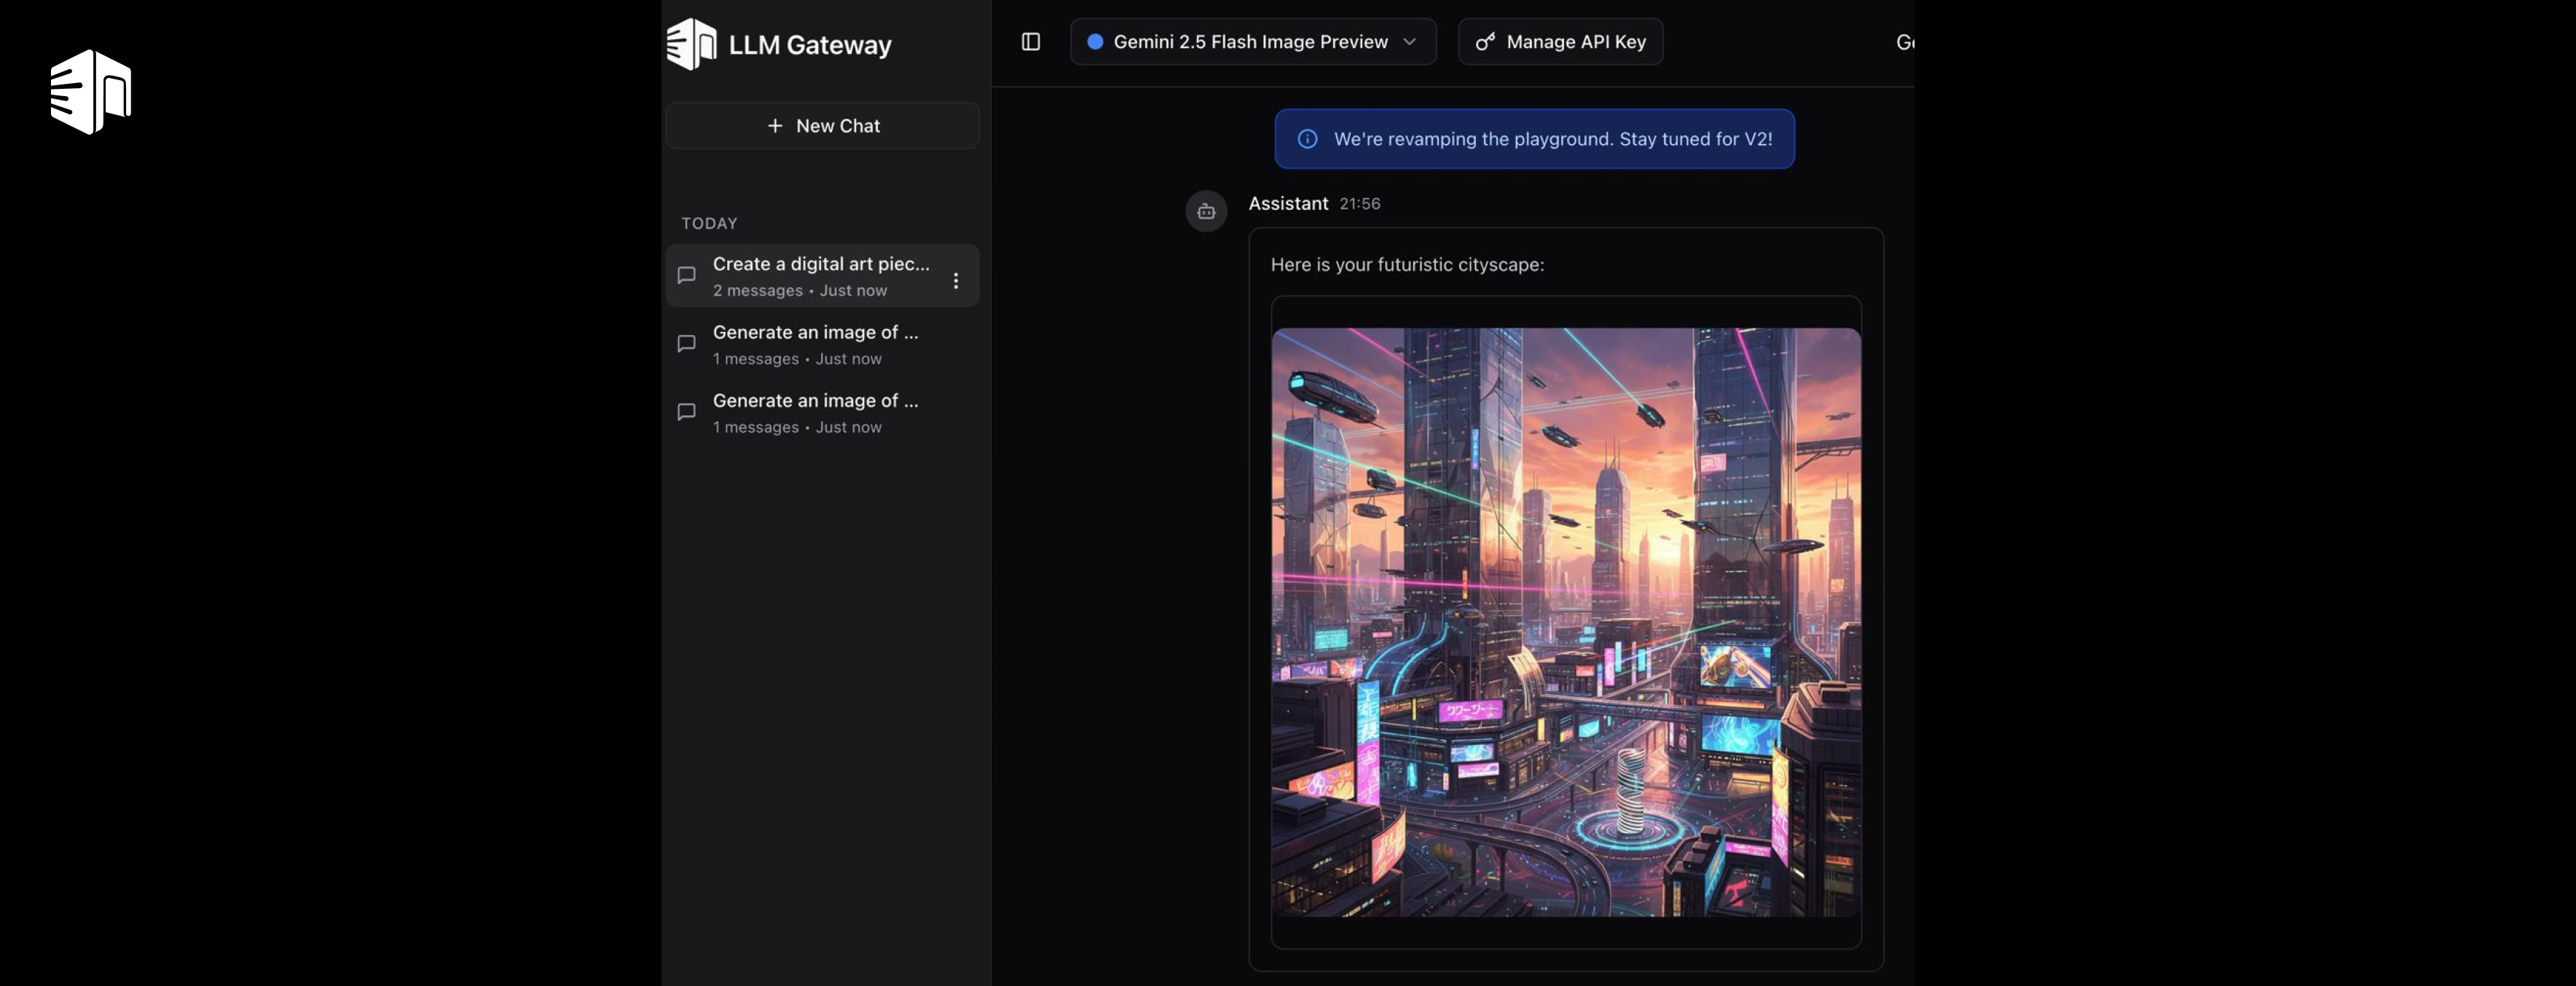 LLM Gateway
New Chat
TODAY
Create a digital art piec...
2 messages • Just now
Generate an image of ...
1 messages • Just now
Generate an image of ...
1 messages • Just now
Gemini 2.5 Flash Image Preview
Manage API Key
We're revamping the playground. Stay tuned for V2!
Assistant 21:56
Here is your futuristic cityscape: